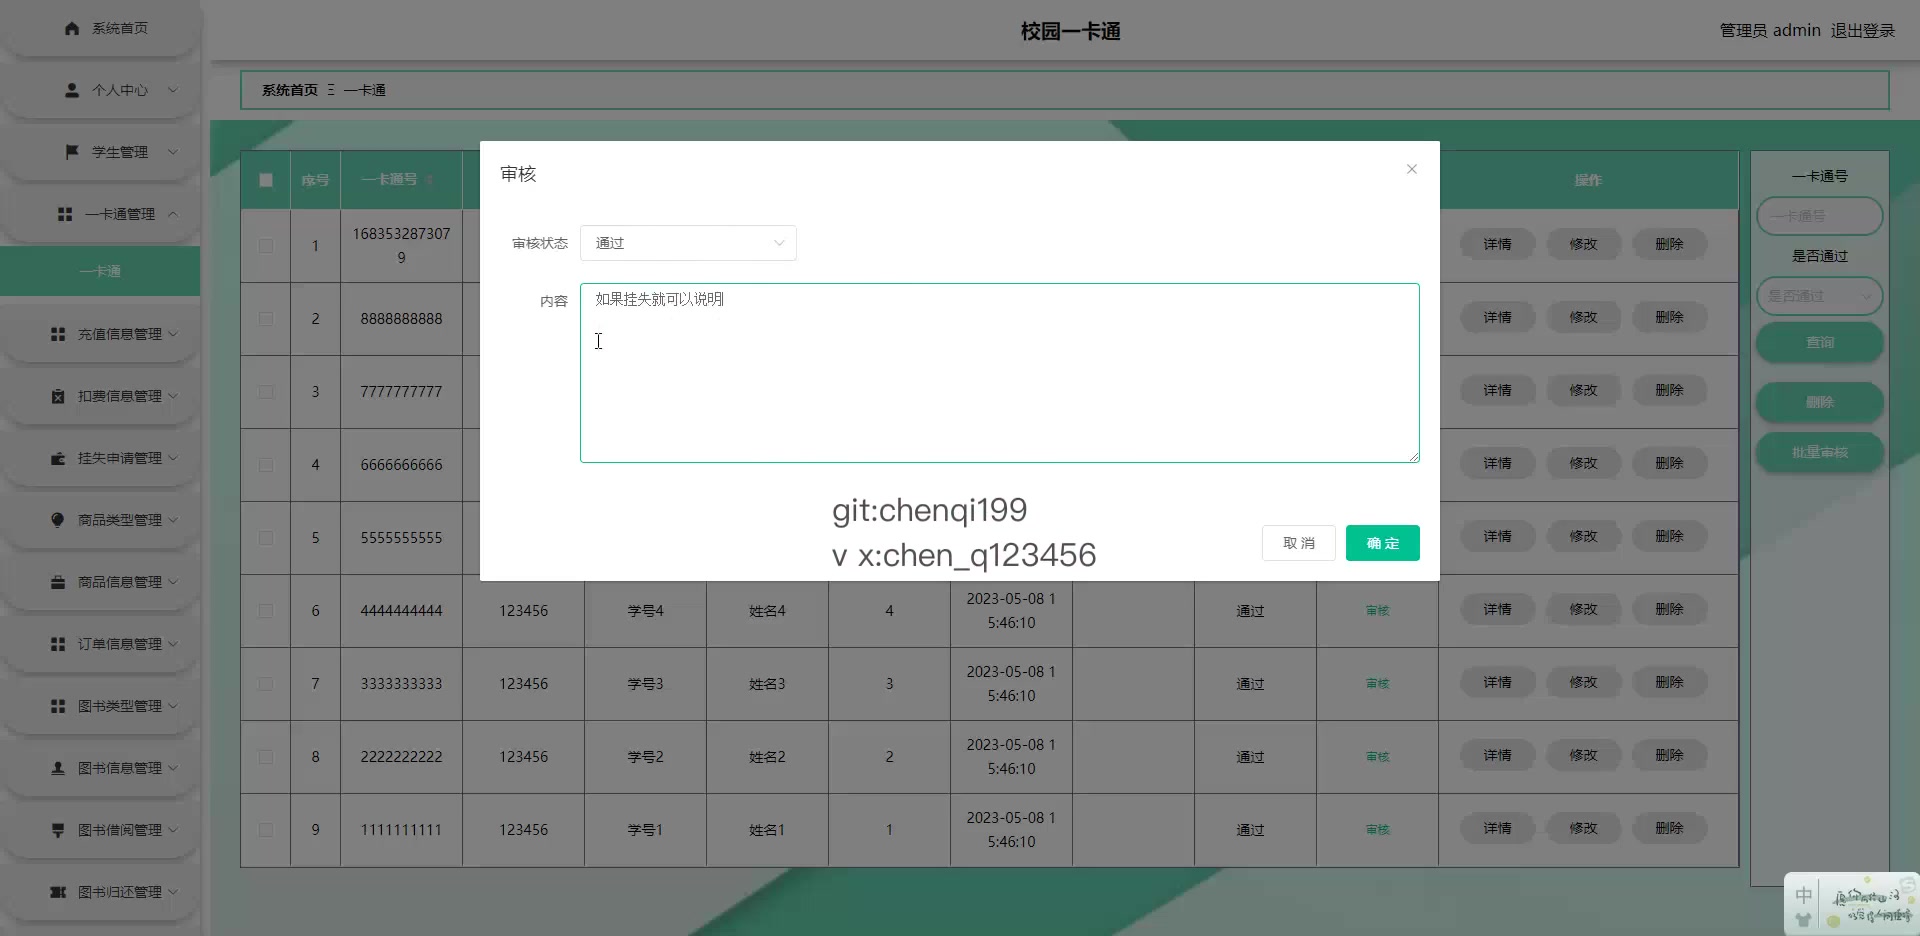 系统首页
个人中心
学生管理
一卡通管理
一卡通
充值信息管理
扣费信息管理
挂失申请管理
商品类型管理
商品信息管理
订单信息管理
图书类型管理
图书信息管理
图书借阅管理
图书归还管理
校园一卡通
管理员 admin 退出登录
系统首页 一卡通
序号 一卡通号 操作
1 168353287307
9 详情 修改 删除
2 8888888888 详情 修改 删除
3 7777777777 详情 修改 删除
4 6666666666 详情 修改 删除
5 5555555555 详情 修改 删除
6 4444444444 123456 学号4 姓名4 4 2023-05-08 1
5:46:10 通过 审核 详情 修改 删除
7 3333333333 123456 学号3 姓名3 3 2023-05-08 1
5:46:10 通过 审核 详情 修改 删除
8 2222222222 123456 学号2 姓名2 2 2023-05-08 1
5:46:10 通过 审核 详情 修改 删除
9 1111111111 123456 学号1 姓名1 1 2023-05-08 1
5:46:10 通过 审核 详情 修改 删除
审核
审核状态 通过
内容 如果挂失就可以说明
git:chenqi199
v x:chen_q123456
取消 确定
一卡通号
一卡通号
是否通过
是否通过
查询
删除
批量审核
中